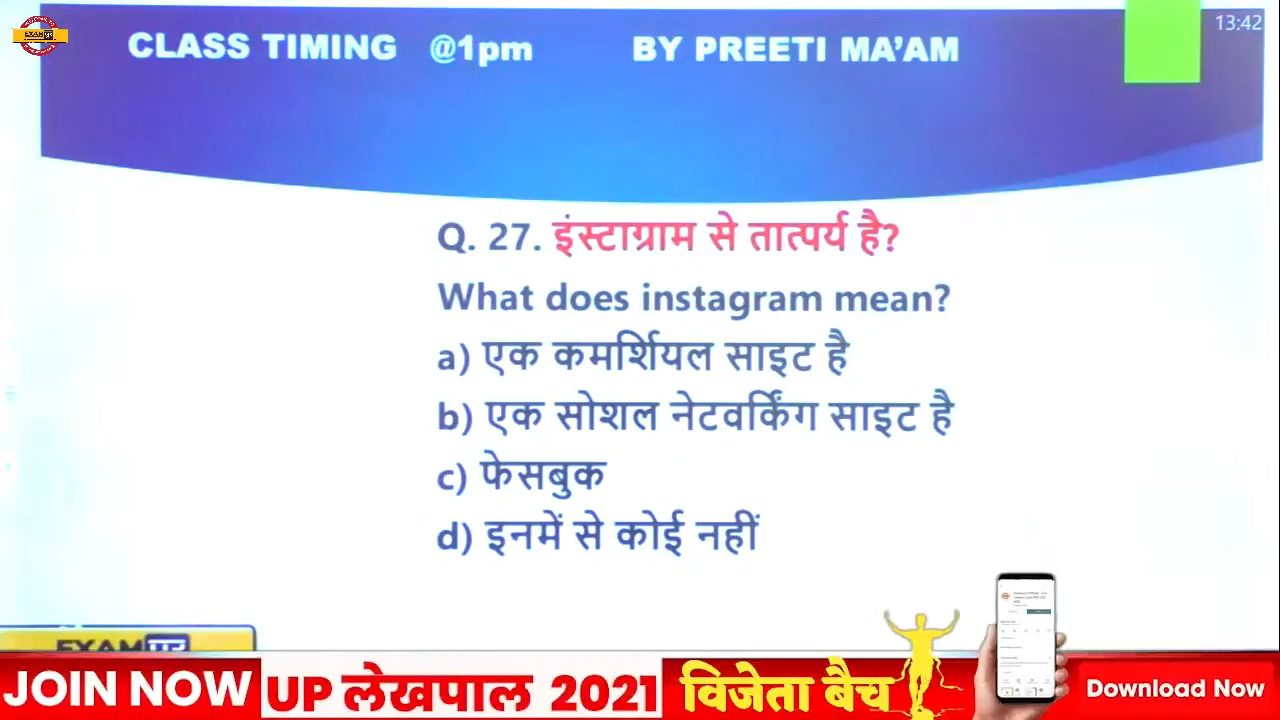 CLASS TIMING @1pm BY PREETI MA’AM
13:42
Q. 27. इंस्टाग्राम से तात्पर्य है?
What does instagram mean?
a) एक कमर्शियल साइट है
b) एक सोशल नेटवर्किंग साइट है
c) फेसबुक
d) इनमें से कोई नहीं
EXAM पुर
JOIN NOW UP लेखपाल 2021 विजेता बैच Download Now